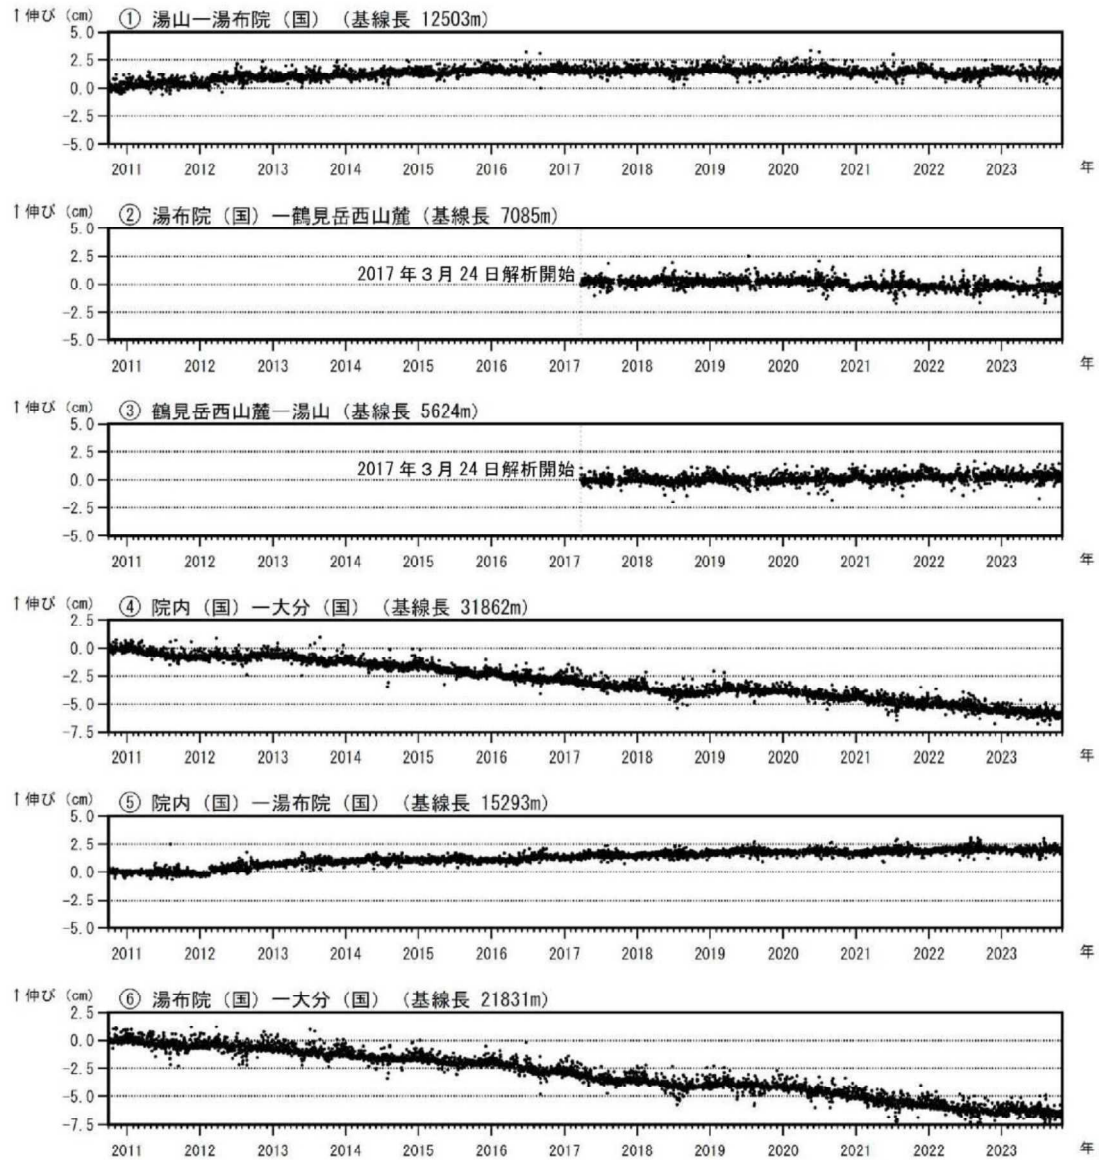 ↑伸び (cm) ① 湯山―湯布院（国）（基線長 12503m）
5.0
2.5
0.0
-2.5
-5.0
2011 2012 2013 2014 2015 2016 2017 2018 2019 2020 2021 2022 2023 年
↑伸び (cm) ② 湯布院（国）―鶴見岳西山麓（基線長 7085m）
5.0
2.5
2017 年 3 月 24 日解析開始
0.0
-2.5
-5.0
2011 2012 2013 2014 2015 2016 2017 2018 2019 2020 2021 2022 2023 年
↑伸び (cm) ③ 鶴見岳西山麓―湯山（基線長 5624m）
5.0
2.5
2017 年 3 月 24 日解析開始
0.0
-2.5
-5.0
2011 2012 2013 2014 2015 2016 2017 2018 2019 2020 2021 2022 2023 年
↑伸び (cm) ④ 院内（国）―大分（国）（基線長 31862m）
2.5
0.0
-2.5
-5.0
-7.5
2011 2012 2013 2014 2015 2016 2017 2018 2019 2020 2021 2022 2023 年
↑伸び (cm) ⑤ 院内（国）―湯布院（国）（基線長 15293m）
5.0
2.5
0.0
-2.5
-5.0
2011 2012 2013 2014 2015 2016 2017 2018 2019 2020 2021 2022 2023 年
↑伸び (cm) ⑥ 湯布院（国）―大分（国）（基線長 21831m）
2.5
0.0
-2.5
-5.0
-7.5
2011 2012 2013 2014 2015 2016 2017 2018 2019 2020 2021 2022 2023 年